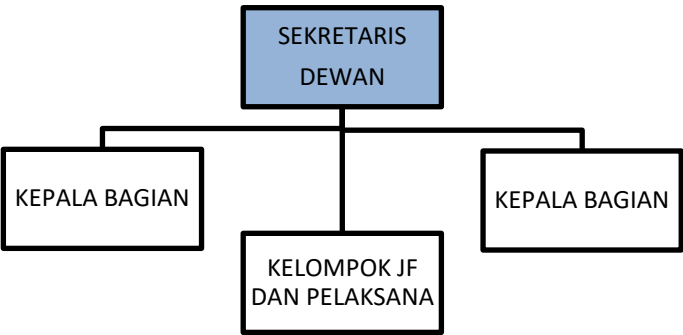 SEKRETARIS
DEWAN
KEPALA BAGIAN
KEPALA BAGIAN
KELOMPOK JF
DAN PELAKSANA